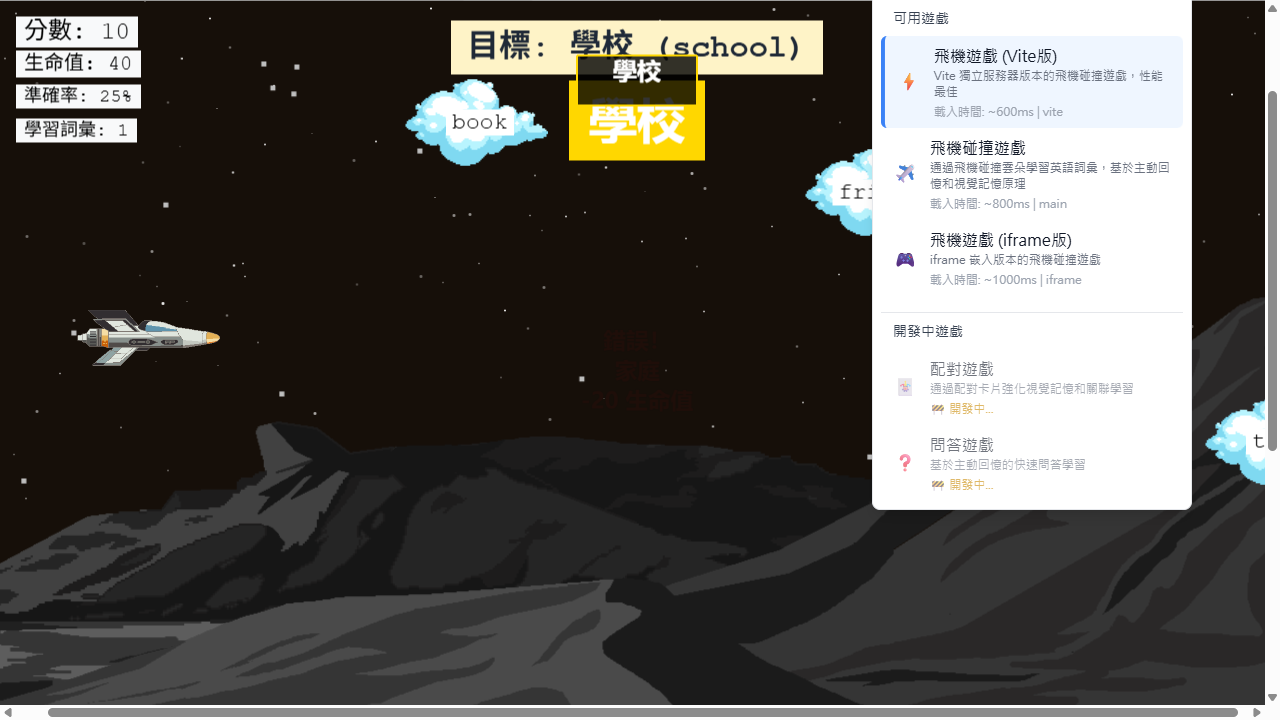 分數: 10
生命值: 40
準確率: 25%
學習詞彙: 1
目標: 學校 (school)
學校
學校
book
家庭
-20 生命值
可用遊戲
飛機遊戲 (Vite版)
Vite 獨立服務器版本的飛機碰撞遊戲，性能
最佳
載入時間: ~600ms | vite
飛機碰撞遊戲
通過飛機碰撞雲朵學習英語詞彙，基於主動回
憶和視覺記憶原理
載入時間: ~800ms | main
飛機遊戲 (iframe版)
iframe 嵌入版本的飛機碰撞遊戲
載入時間: ~1000ms | iframe
開發中遊戲
配對遊戲
通過配對卡片強化視覺記憶和關聯學習
開發中...
問答遊戲
基於主動回憶的快速問答學習
開發中...